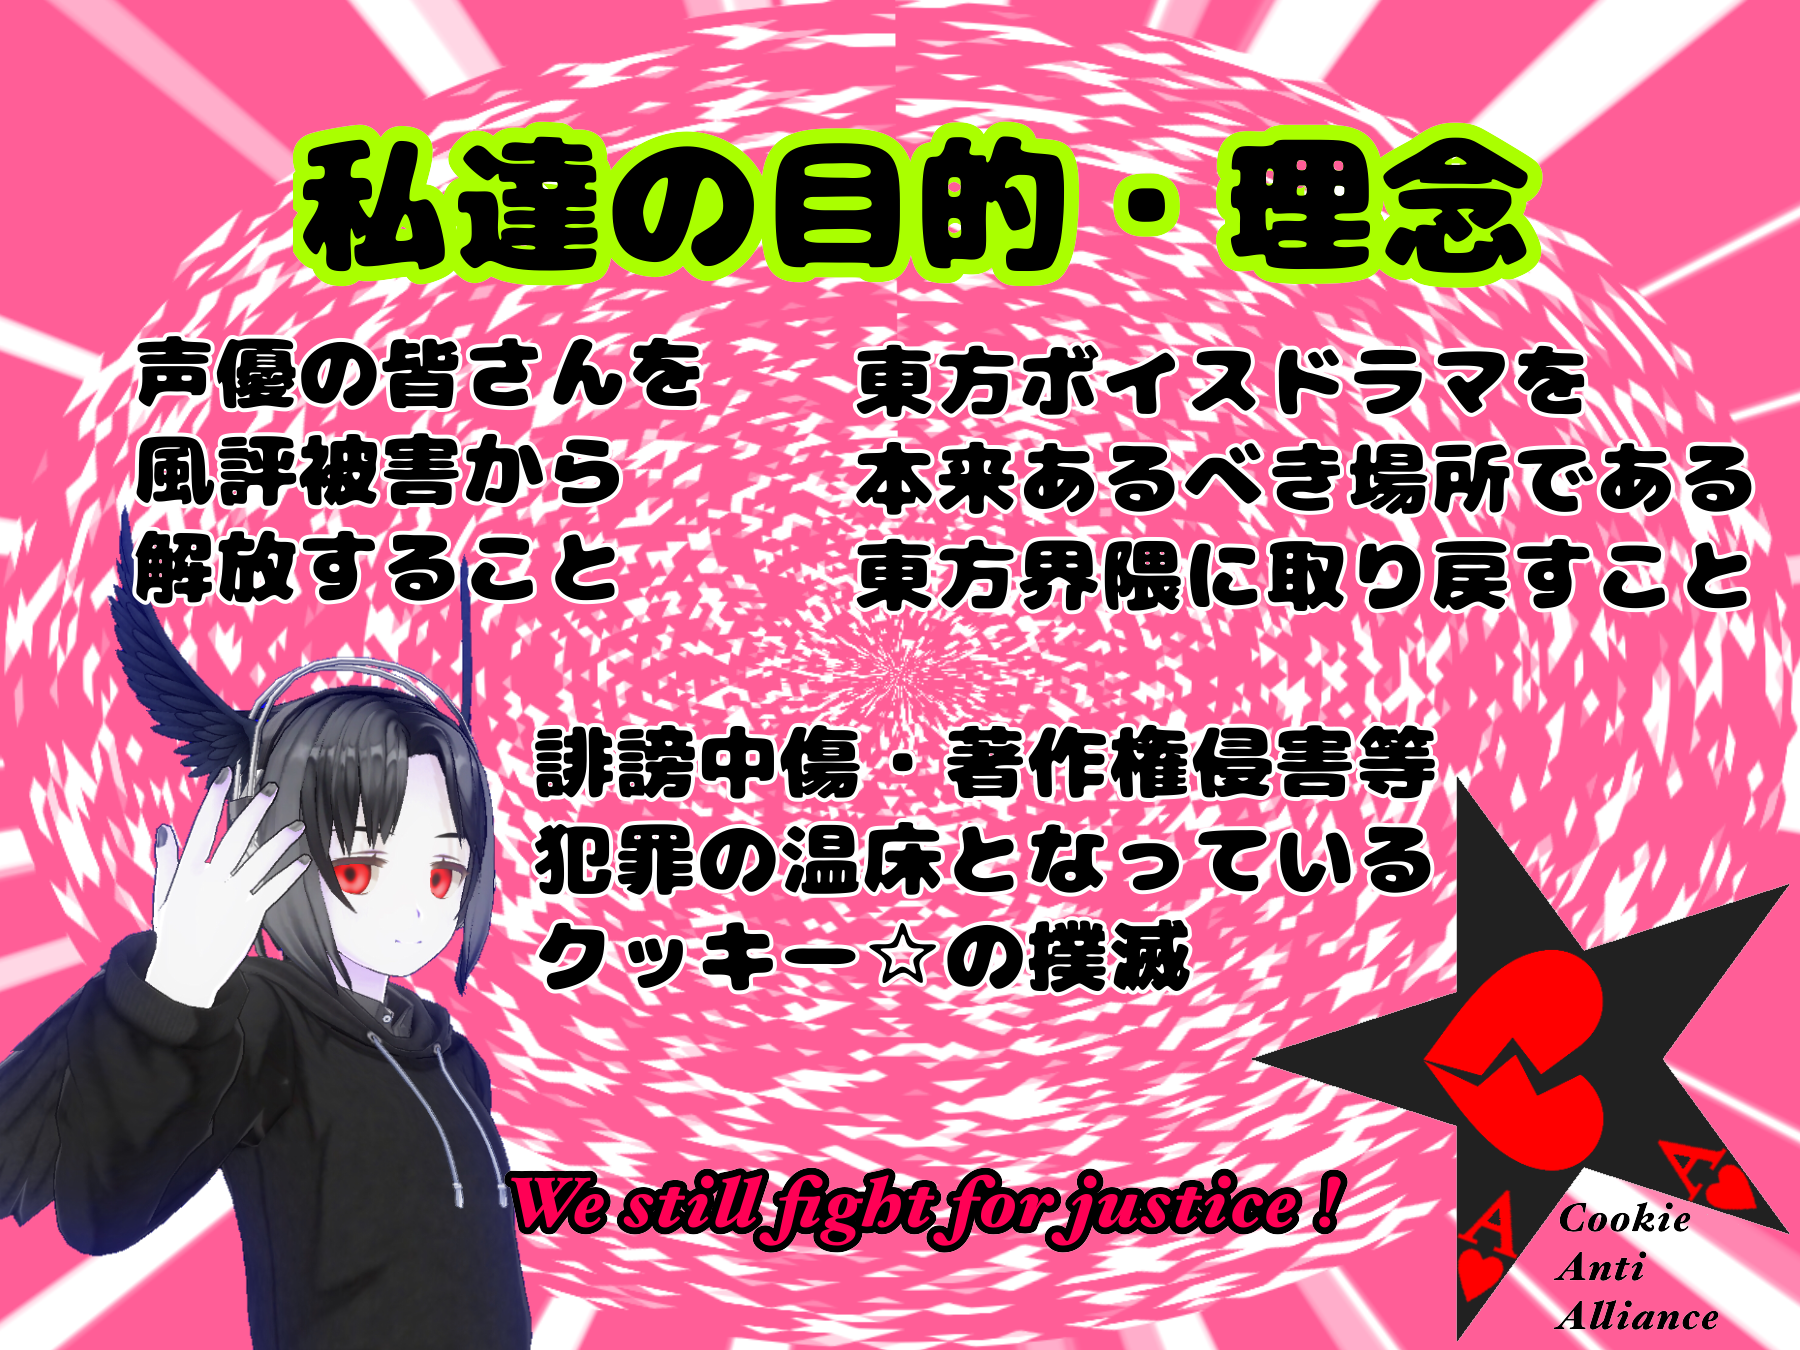 私達の目的・理念
声優の皆さんを
風評被害から
解放すること
東方ボイスドラマを
本来あるべき場所である
東方界隈に取り戻すこと
誹謗中傷・著作権侵害等
犯罪の温床となっている
クッキー☆の撲滅
We still fight for justice !
A
A
Cookie
Anti
Alliance